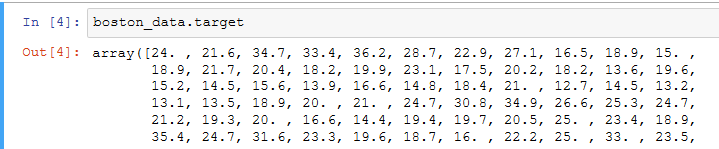 In [4]: boston_data.target
Out[4]: array([24. , 21.6, 34.7, 33.4, 36.2, 28.7, 22.9, 27.1, 16.5, 18.9, 15. ,
18.9, 21.7, 20.4, 18.2, 19.9, 23.1, 17.5, 20.2, 18.2, 13.6, 19.6,
15.2, 14.5, 15.6, 13.9, 16.6, 14.8, 18.4, 21. , 12.7, 14.5, 13.2,
13.1, 13.5, 18.9, 20. , 21. , 24.7, 30.8, 34.9, 26.6, 25.3, 24.7,
21.2, 19.3, 20. , 16.6, 14.4, 19.4, 19.7, 20.5, 25. , 23.4, 18.9,
35.4, 24.7, 31.6, 23.3, 19.6, 18.7, 16. , 22.2, 25. , 33. , 23.5,